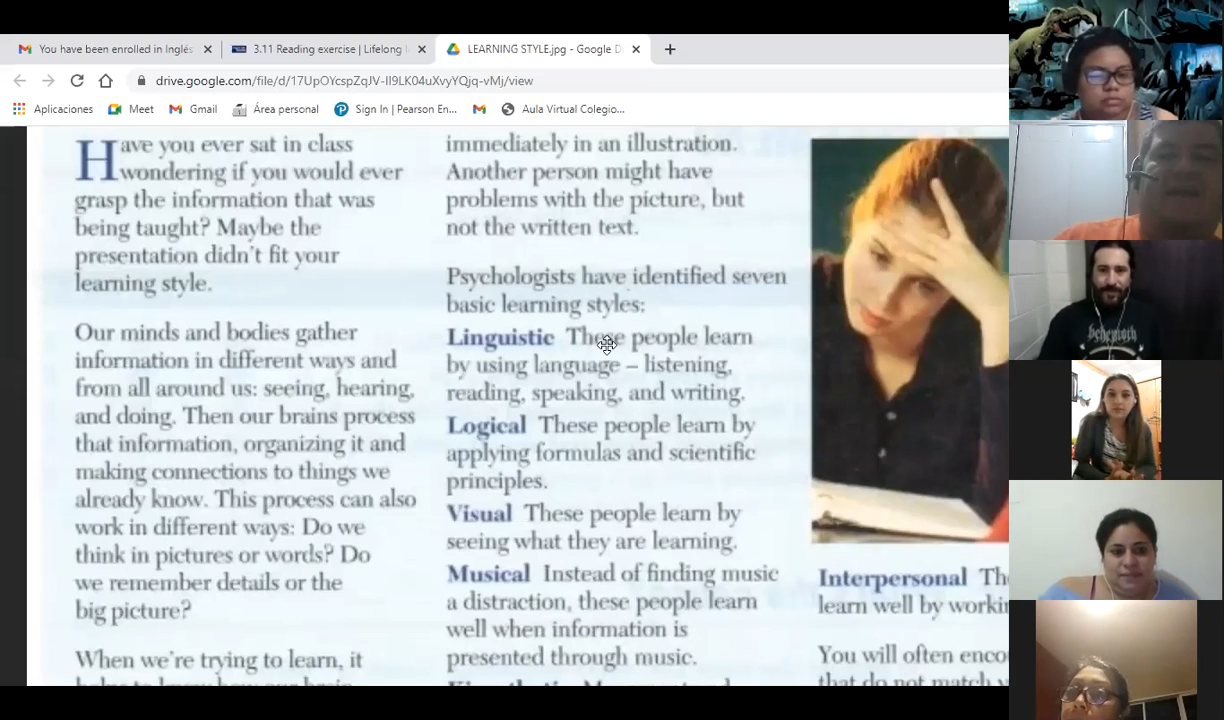 You have been enrolled in Inglés
3.11 Reading exercise | Lifelong
LEARNING STYLE.jpg - Google D
Aplicaciones
Meet
Gmail
Área personal
Sign In | Pearson En...
Aula Virtual Colegio...
Have you ever sat in class
wondering if you would ever
grasp the information that was
being taught? Maybe the
presentation didn't fit your
learning style.
Our minds and bodies gather
information in different ways and
from all around us: seeing, hearing,
and doing. Then our brains process
that information, organizing it and
making connections to things we
already know. This process can also
work in different ways: Do we
think in pictures or words? Do
we remember details or the
big picture?
When we're trying to learn, it
immediately in an illustration.
Another person might have
problems with the picture, but
not the written text.
Psychologists have identified seven
basic learning styles:
Linguistic These people learn
by using language – listening,
reading, speaking, and writing.
Logical These people learn by
applying formulas and scientific
principles.
Visual These people learn by
seeing what they are learning.
Musical Instead of finding music
a distraction, these people learn
well when information is
presented through music.
Interpersonal Th
learn well by worki
You will often enco
that do not match
behemoth